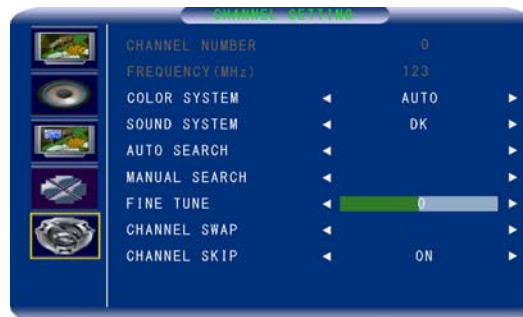 CHANNEL SETTING
CHANNEL NUMBER 0
FREQUENCY(MHz) 123
COLOR SYSTEM ◄ AUTO ►
SOUND SYSTEM ◄ DK ►
AUTO SEARCH ◄ ►
MANUAL SEARCH ◄ ►
FINE TUNE ◄ 0 ►
CHANNEL SWAP ◄ ►
CHANNEL SKIP ◄ ON ►